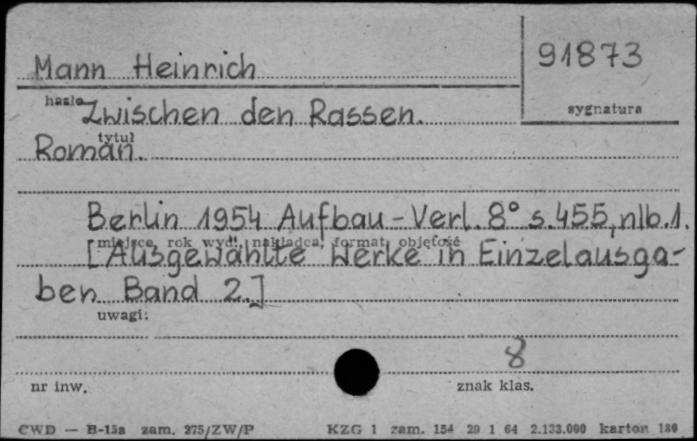 Mann Heinrich
91873
hasło
sygnatura
Zwischen den Rassen.
tytuł
Roman.
Berlin 1954 Aufbau-Verl. 8° s. 455, nlb. 1.
miejsce, rok wyd., nakładca, format, objętość
[Ausgewählte Werke in Einzelausga-
ben Band 2.]
uwagi:
8
nr inw.
znak klas.
CWD — B-15a zam. 275/ZW/P KZG 1 zam. 154 29 1 64 2.133.000 karton 180